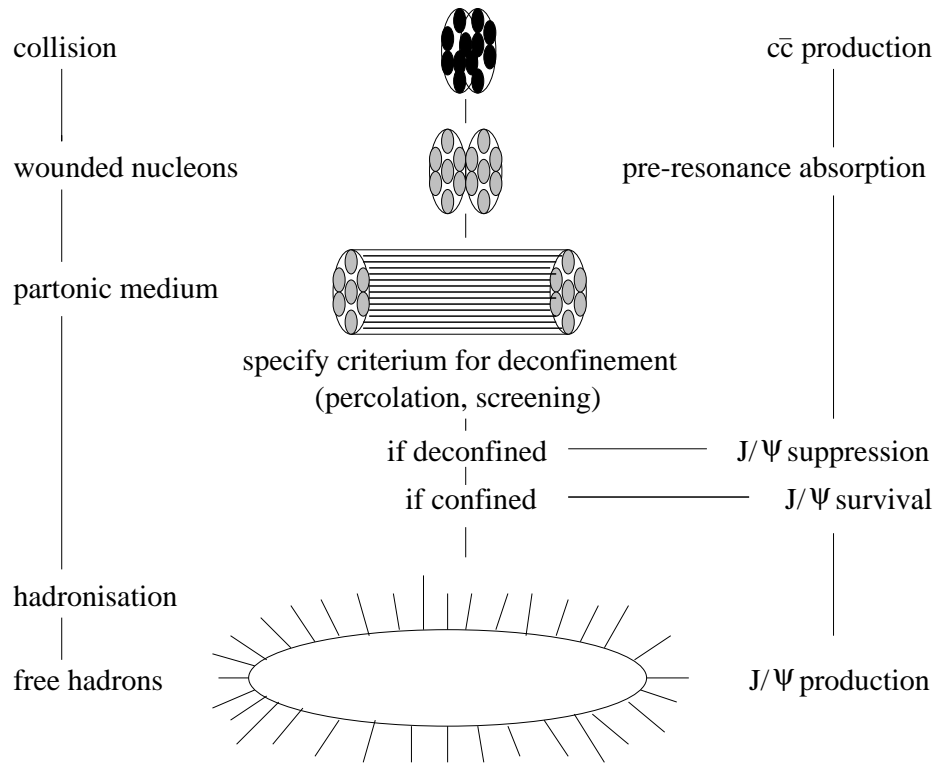 collision
cc̄ production
wounded nucleons
pre-resonance absorption
partonic medium
specify criterium for deconfinement
(percolation, screening)
if deconfined
J/Ψ suppression
if confined
J/Ψ survival
hadronisation
free hadrons
J/Ψ production